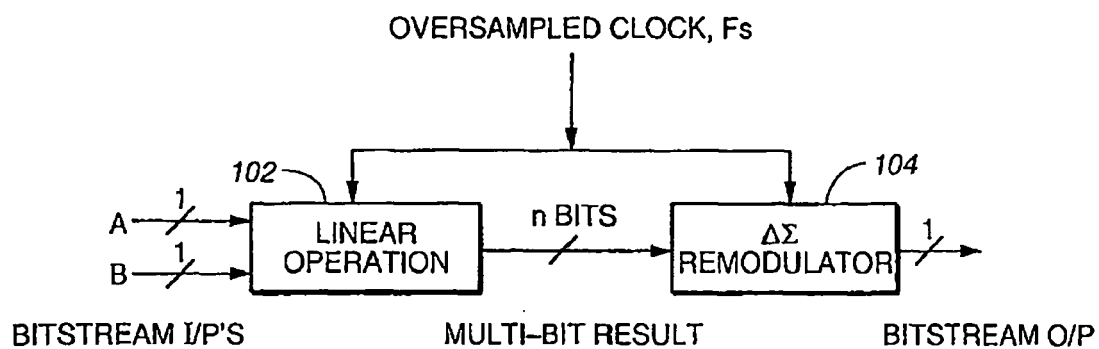 OVERSAMPLED CLOCK, Fs
102
104
A
1
B
1
LINEAR
OPERATION
n BITS
ΔΣ
REMODULATOR
1
BITSTREAM I/P'S
MULTI-BIT RESULT
BITSTREAM O/P